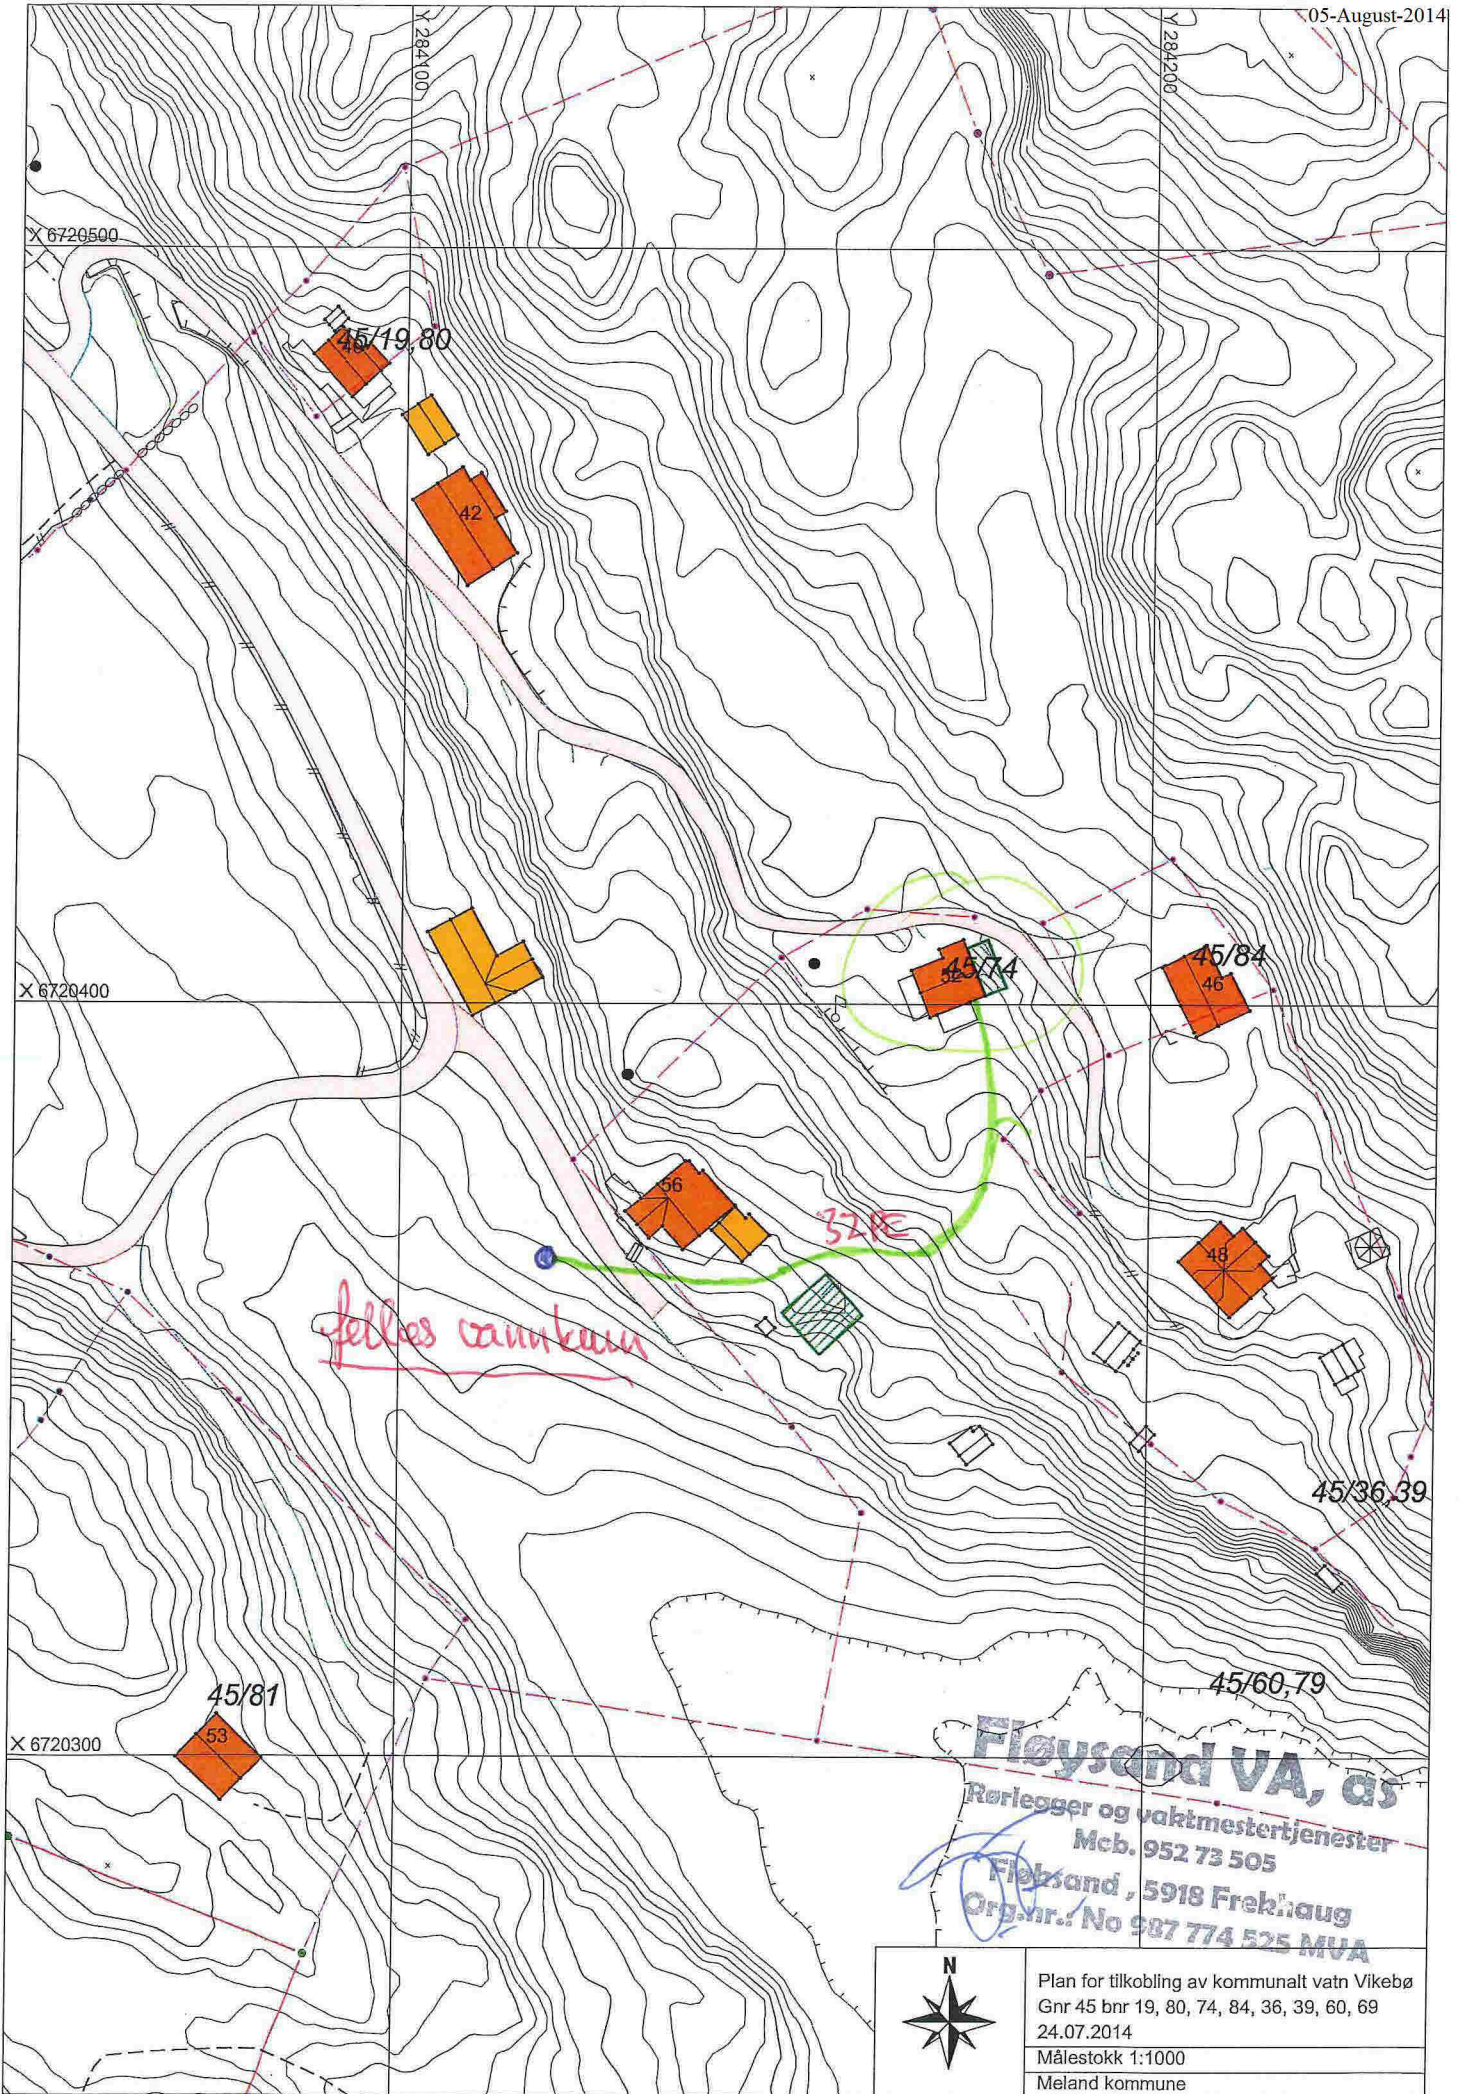 05-August-2014
Y 284100
Y 284200
X 6720500
45/19,80
42
45/74
52
45/84
46
X 6720400
56
32PE
48
felles vannkum
45/36,39
45/81
53
45/60,79
X 6720300
Fløysand VA, as
Rørlegger og vaktmestertjenester
Mob. 952 73 505
Fløksand, 5918 Frekhaug
Org.nr.: No 987 774 525 MVA
N
Plan for tilkobling av kommunalt vatn Vikebø
Gnr 45 bnr 19, 80, 74, 84, 36, 39, 60, 69
24.07.2014
Målestokk 1:1000
Meland kommune